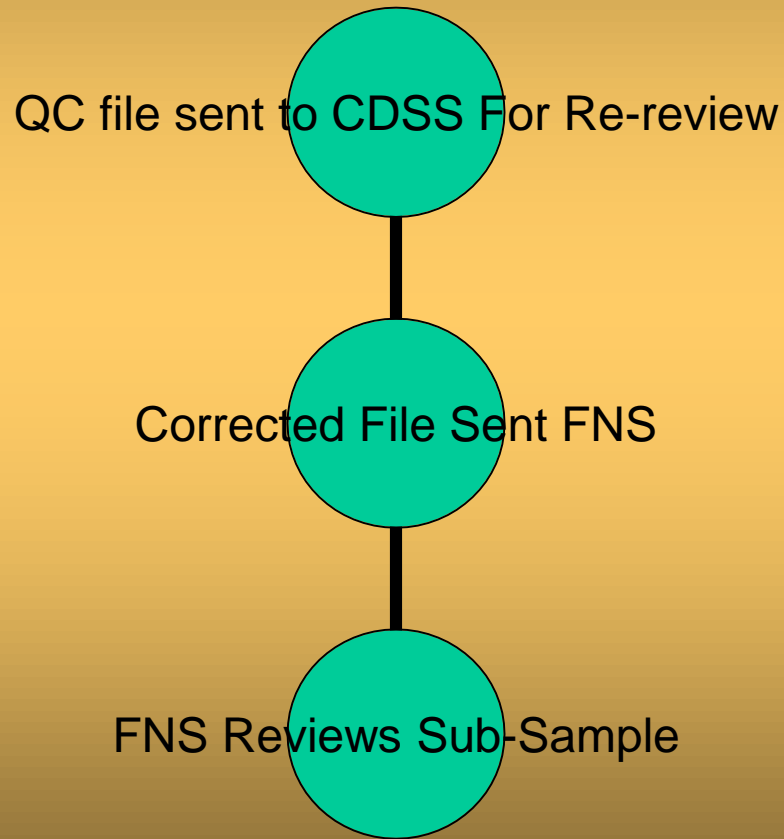 QC file sent to CDSS For Re-review
Corrected File Sent FNS
FNS Reviews Sub-Sample